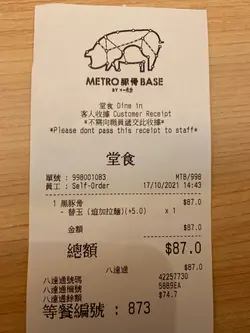 METRO豚骨BASE
堂食 Dine in
客人收據 Customer Receipt
*不需向職員遞交此收據*
*Please dont pass this receipt to staff*
堂食
單號 : 99B0010B3 MTB/998
員工 : Self-Order 17/10/2021 14:43
1 黑豚骨 $87.0
- 替玉 (追加拉麵)(+5.0) x 1
金額 $87.0
總額 $87.0
八達通 $87.0
八達通號碼 42257730
八達通編號 58B9EA
八達通餘額 $74.7
等餐編號 : 873